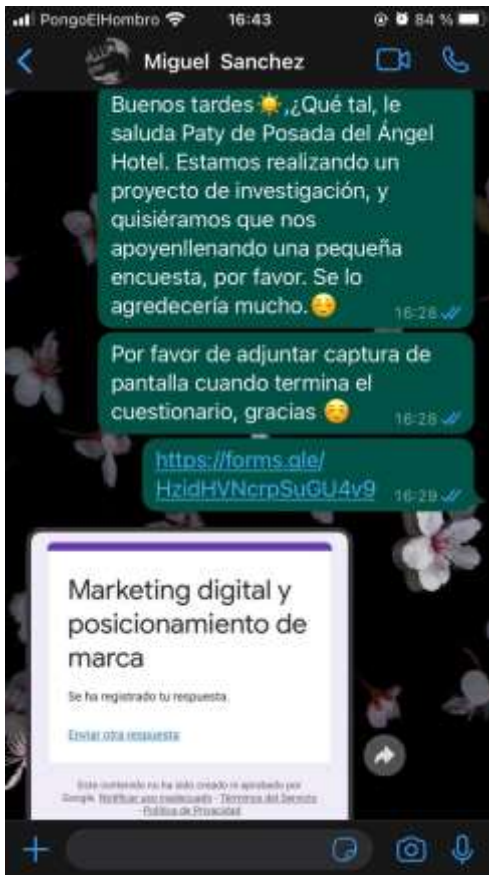 PongoElHombro 16:43 84 %
Miguel Sanchez
Buenos tardes☀️,¿Qué tal, le
saluda Paty de Posada del Ángel
Hotel. Estamos realizando un
proyecto de investigación, y
quisiéramos que nos
apoyenllenando una pequeña
encuesta, por favor. Se lo
agredecería mucho.☺️ 16:28
Por favor de adjuntar captura de
pantalla cuando termina el
cuestionario, gracias ☺️ 16:28
https://forms.gle/
HzidHVNcrpSuGU4v9 16:29
Marketing digital y
posicionamiento de
marca
Se ha registrado tu respuesta.
Enviar otra respuesta
Este contenido no ha sido creado ni aprobado por
Google. Notificar uso inadecuado - Términos del Servicio
- Política de Privacidad